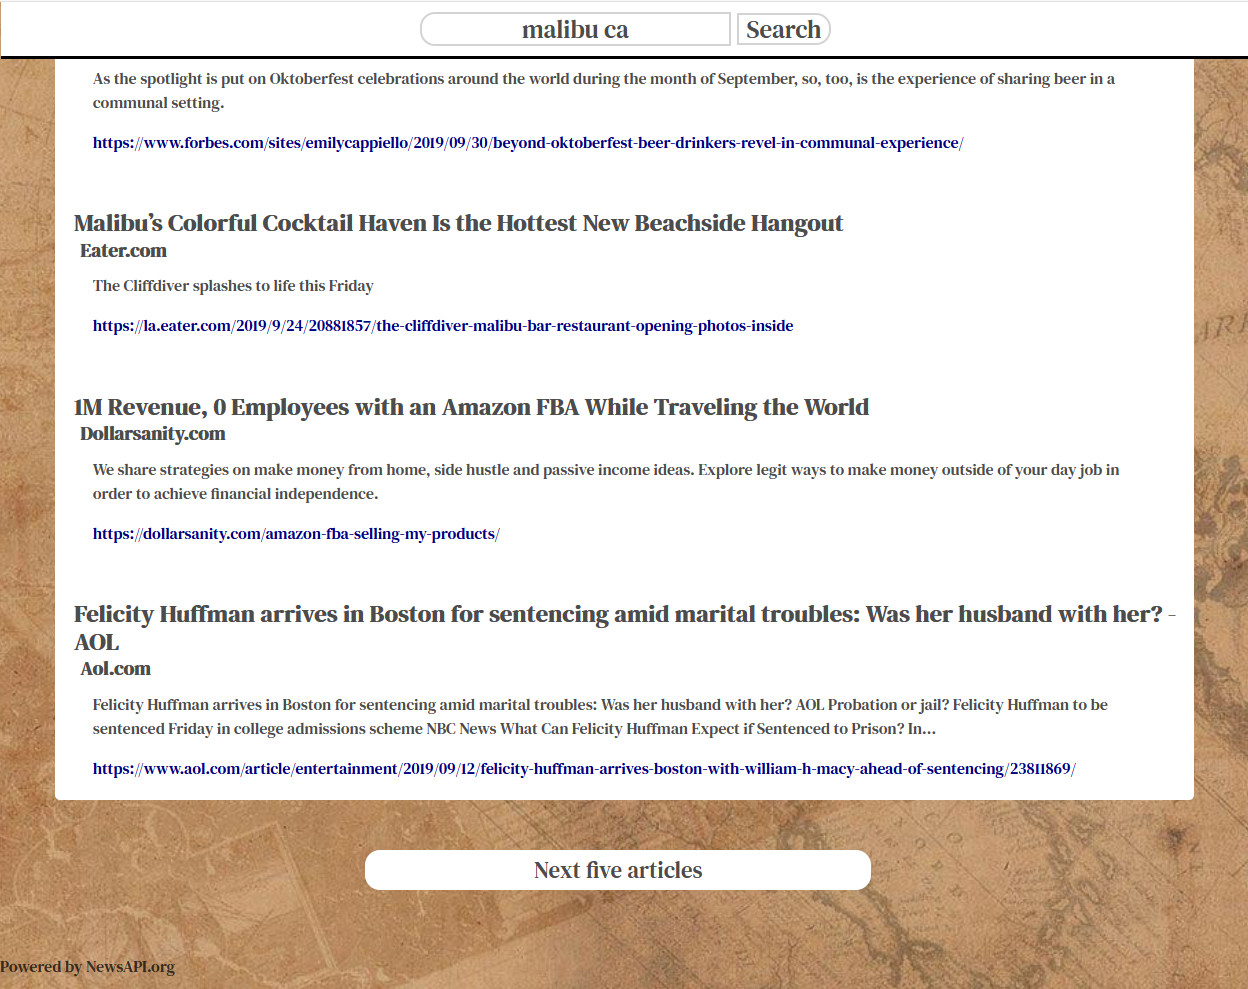 malibu ca
Search
As the spotlight is put on Oktoberfest celebrations around the world during the month of September, so, too, is the experience of sharing beer in a
communal setting.
https://www.forbes.com/sites/emilycappiello/2019/09/30/beyond-oktoberfest-beer-drinkers-revel-in-communal-experience/
Malibu’s Colorful Cocktail Haven Is the Hottest New Beachside Hangout
Eater.com
The Cliffdiver splashes to life this Friday
https://la.eater.com/2019/9/24/20881857/the-cliffdiver-malibu-bar-restaurant-opening-photos-inside
1M Revenue, 0 Employees with an Amazon FBA While Traveling the World
Dollarsanity.com
We share strategies on make money from home, side hustle and passive income ideas. Explore legit ways to make money outside of your day job in
order to achieve financial independence.
https://dollarsanity.com/amazon-fba-selling-my-products/
Felicity Huffman arrives in Boston for sentencing amid marital troubles: Was her husband with her? -
AOL
Aol.com
Felicity Huffman arrives in Boston for sentencing amid marital troubles: Was her husband with her? AOL Probation or jail? Felicity Huffman to be
sentenced Friday in college admissions scheme NBC News What Can Felicity Huffman Expect if Sentenced to Prison? In…
https://www.aol.com/article/entertainment/2019/09/12/felicity-huffman-arrives-boston-with-william-h-macy-ahead-of-sentencing/23811869/
Next five articles
Powered by NewsAPI.org